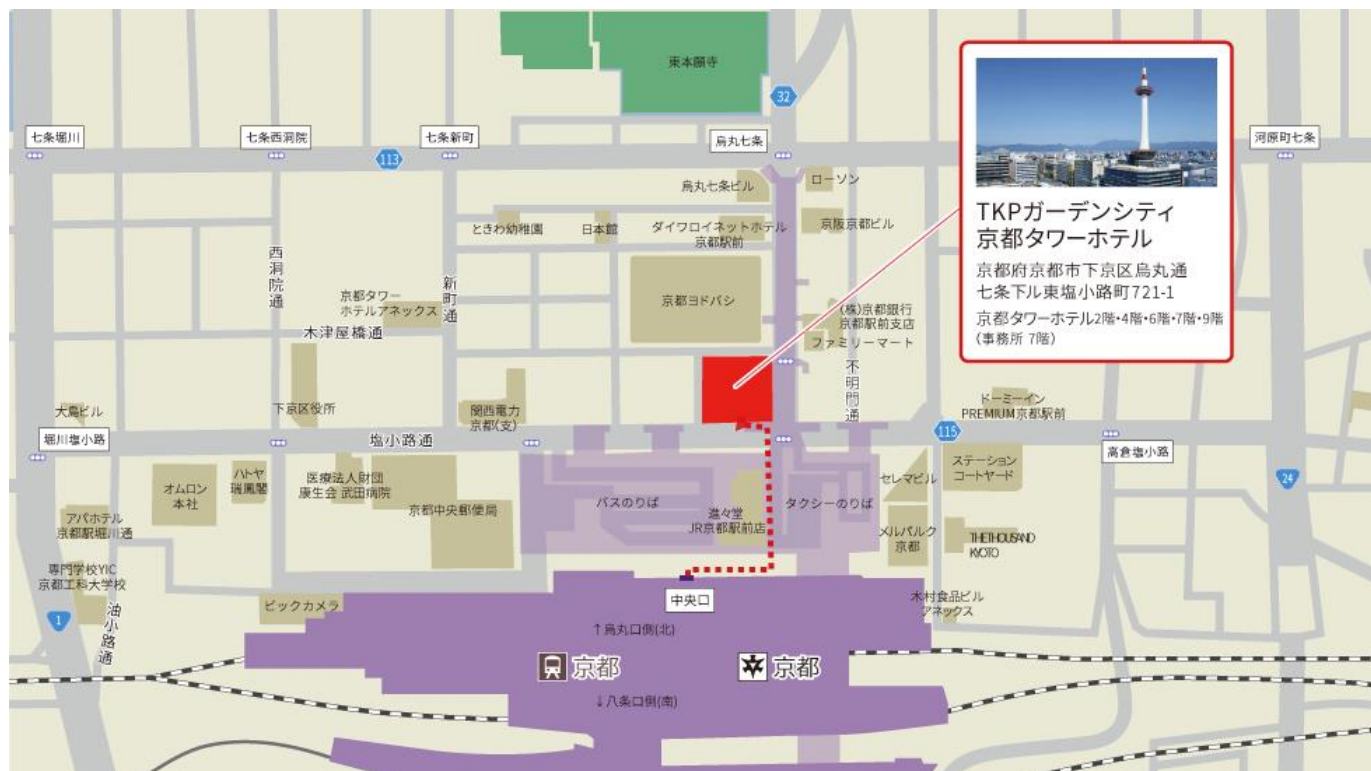 東本願寺
32
七条堀川
七条西洞院
七条新町
烏丸七条
河原町七条
113
烏丸七条ビル
ローソン
ときわ幼稚園
日本館
ダイワロイネットホテル
京都駅前
京阪京都ビル
TKPガーデンシティ
京都タワーホテル
京都府京都市下京区烏丸通
七条下ル東塩小路町721-1
京都タワーホテル2階・4階・6階・7階・9階
(事務所 7階)
西洞院通
新町通
京都タワー
ホテルアネックス
京都ヨドバシ
(株)京都銀行
京都駅前支店
ファミリーマート
木津屋橋通
不明門通
大島ビル
下京区役所
関西電力
京都(支)
ドーミーイン
PREMIUM京都駅前
堀川塩小路
塩小路通
115
高倉塩小路
オムロン
本社
ハトヤ
瑞鳳閣
医療法人財団
康生会 武田病院
京都中央郵便局
バスのりば
進々堂
JR京都駅前店
タクシーのりば
セレマビル
ステーション
コートヤード
24
アパホテル
京都駅堀川通
メルパルク
京都
THETHOUSAND
KYOTO
専門学校YIC
京都工科大学校
油小路通
1
ビックカメラ
中央口
木村食品ビル
アネックス
↑烏丸口側(北)
京都
京都
↓八条口側(南)